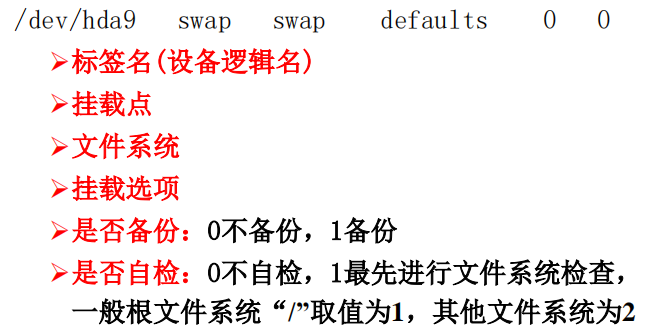 /dev/hda9 swap swap defaults 0 0
➢标签名(设备逻辑名)
➢挂载点
➢文件系统
➢挂载选项
➢是否备份：0不备份，1备份
➢是否自检：0不自检，1最先进行文件系统检查，
一般根文件系统“/”取值为1，其他文件系统为2